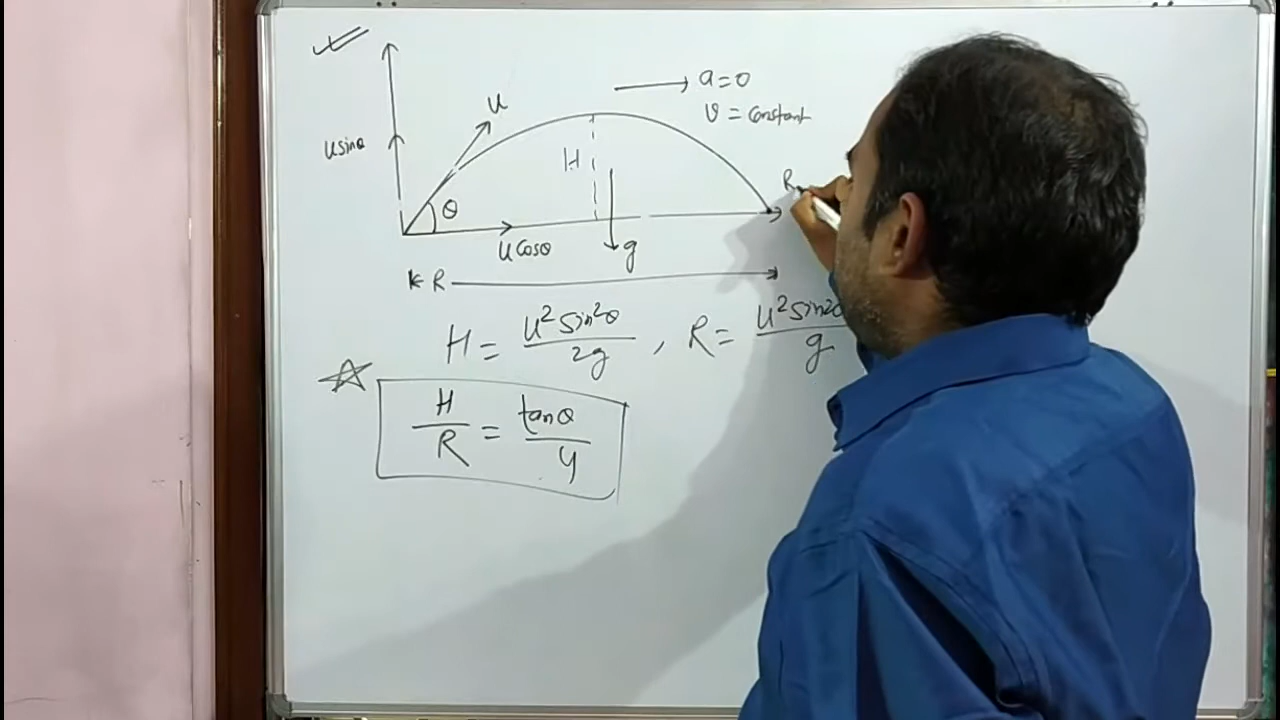 u
a=0
v = constant
usinθ
H
R
θ
ucosθ
g
R
H = u²sin²θ/2g , R = u²sin2θ/g
H/R = tanθ/4